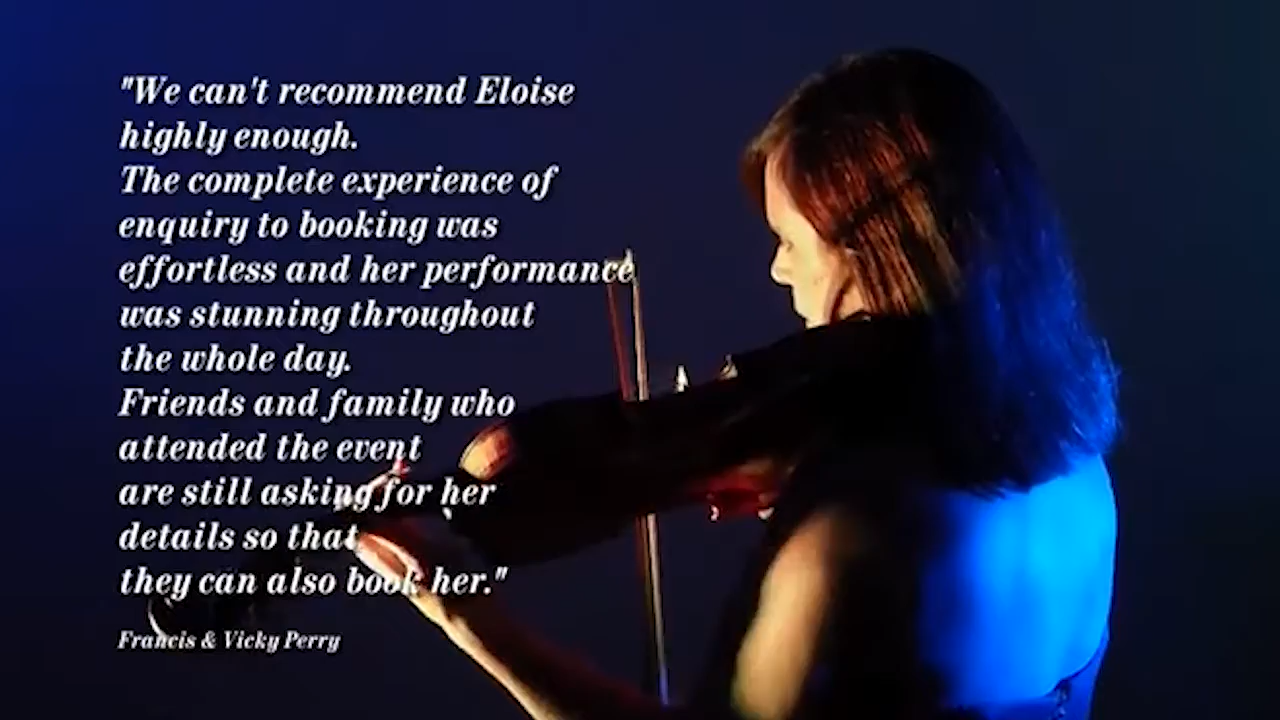 "We can't recommend Eloise
highly enough.
The complete experience of
enquiry to booking was
effortless and her performance
was stunning throughout
the whole day.
Friends and family who
attended the event
are still asking for her
details so that
they can also book her."
Francis & Vicky Perry